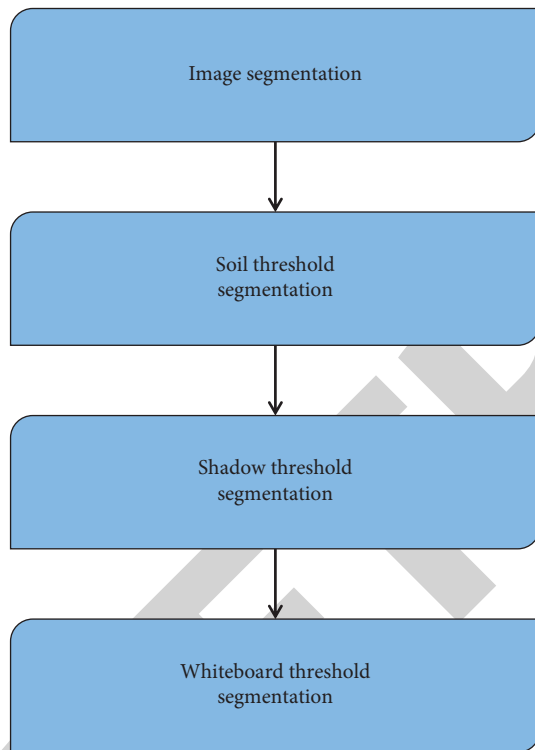 Image segmentation
Soil threshold
segmentation
Shadow threshold
segmentation
Whiteboard threshold
segmentation